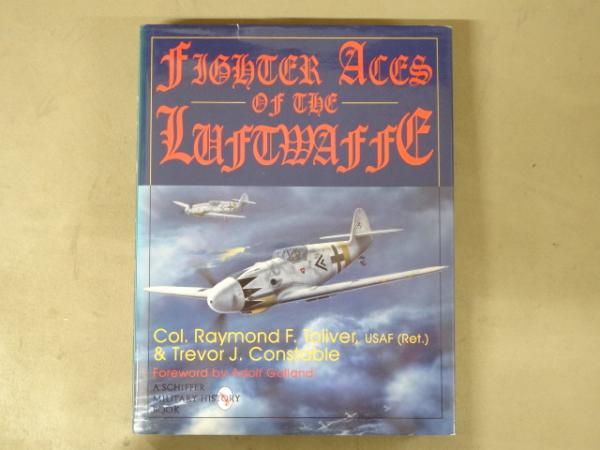 FIGHTER ACES
OF THE
LUFTWAFFE
Col. Raymond F. Toliver, USAF (Ret.)
& Trevor J. Constable
Foreword by Adolf Galland
A SCHIFFER
MILITARY HISTORY
BOOK